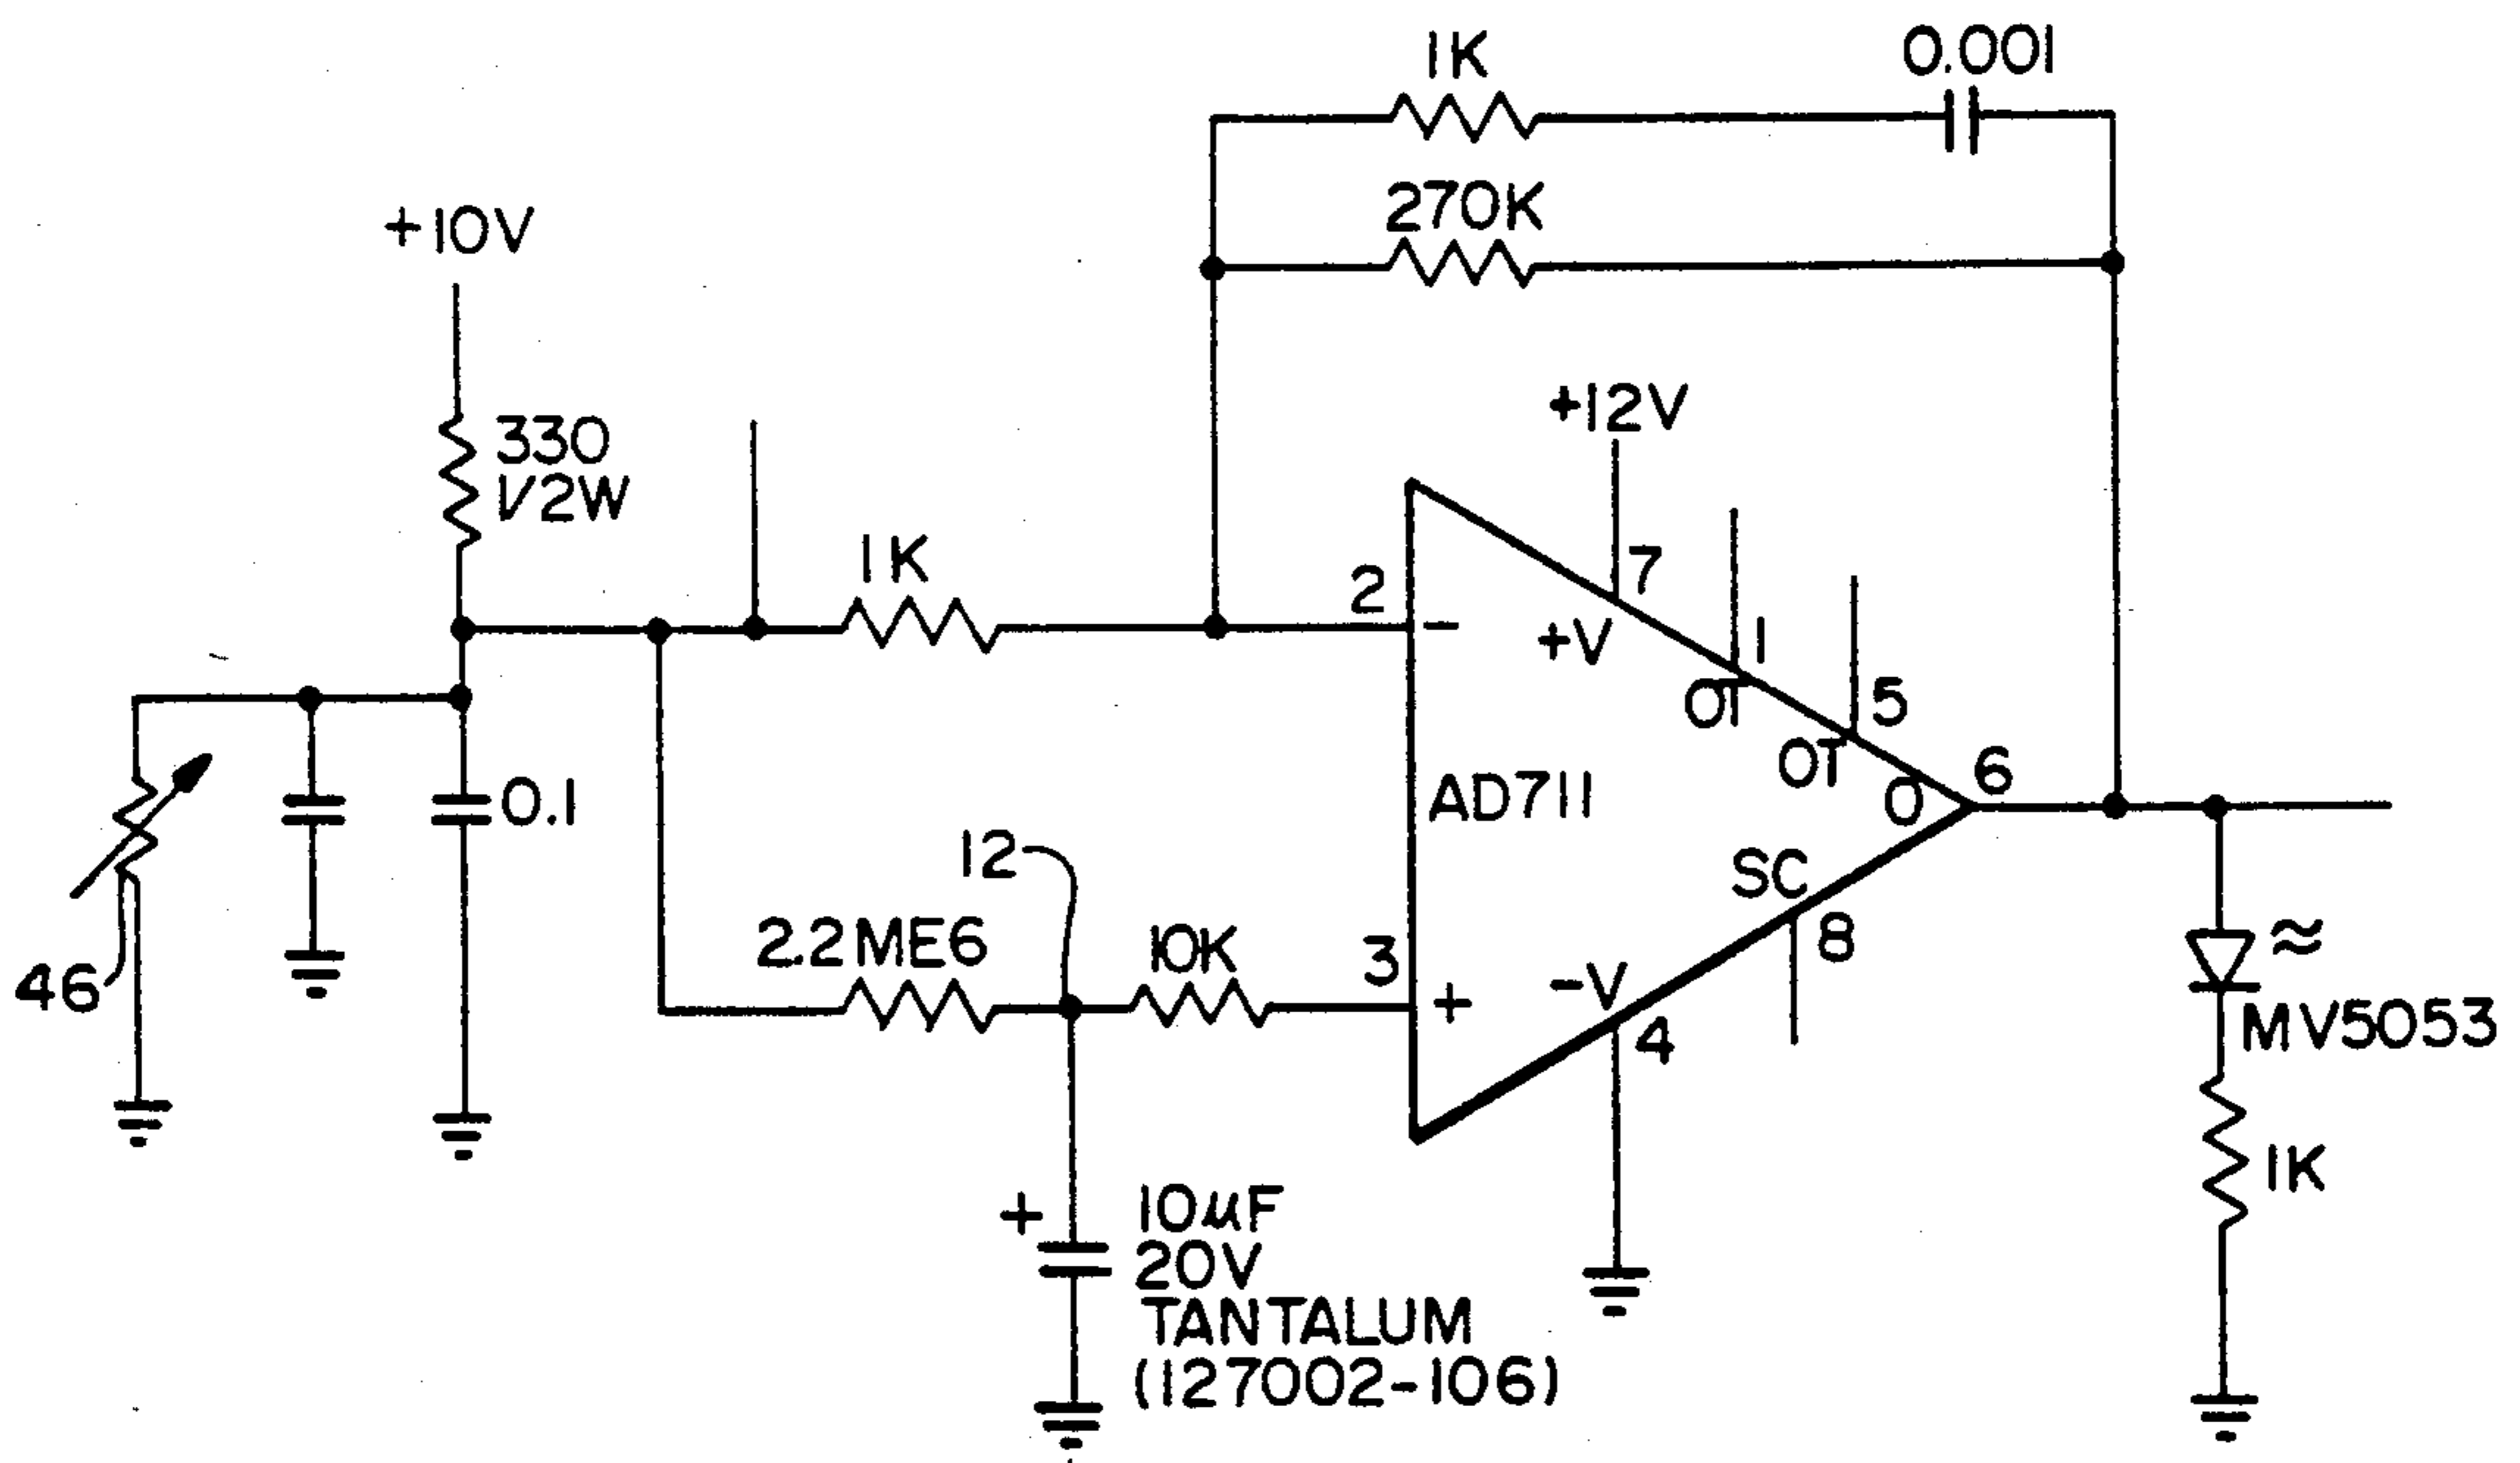 1K
0.001
270K
+10V
330
1/2W
+12V
1K
2
7
-
+V
1
OT
5
OT
6
O
AD711
0.1
12
SC
8
2.2ME6
10K
3
+
-V
4
46
≈
MV5053
1K
+
10µF
20V
TANTALUM
(127002-106)